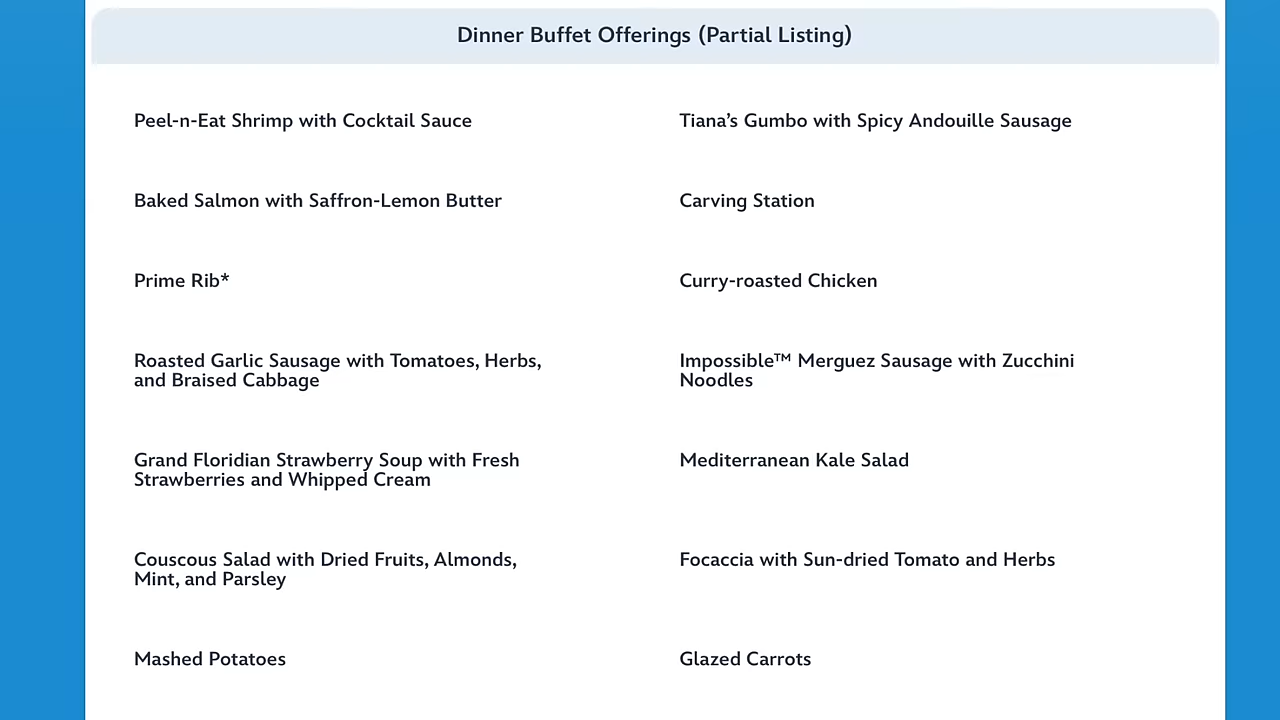 Dinner Buffet Offerings (Partial Listing)
Peel-n-Eat Shrimp with Cocktail Sauce
Tiana’s Gumbo with Spicy Andouille Sausage
Baked Salmon with Saffron-Lemon Butter
Carving Station
Prime Rib*
Curry-roasted Chicken
Roasted Garlic Sausage with Tomatoes, Herbs,
and Braised Cabbage
Impossible™ Merguez Sausage with Zucchini
Noodles
Grand Floridian Strawberry Soup with Fresh
Strawberries and Whipped Cream
Mediterranean Kale Salad
Couscous Salad with Dried Fruits, Almonds,
Mint, and Parsley
Focaccia with Sun-dried Tomato and Herbs
Mashed Potatoes
Glazed Carrots